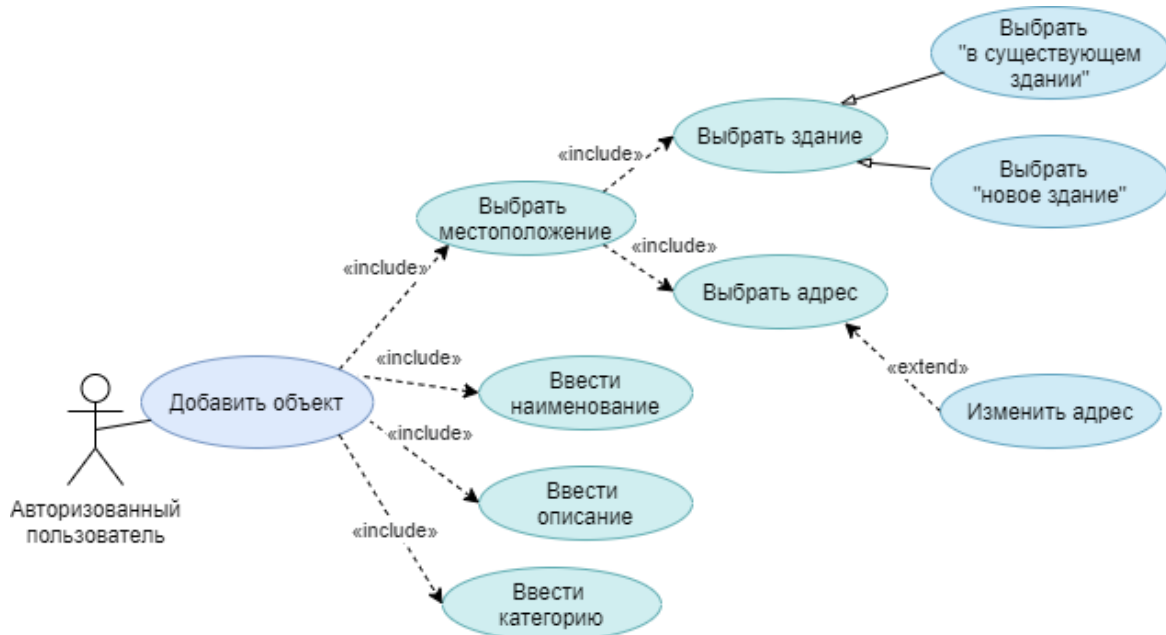 Выбрать
"в существующем
здании"
Выбрать здание
«include»
Выбрать
"новое здание"
Выбрать
местоположение
«include»
«include»
Выбрать адрес
«include»
Ввести
наименование
«extend»
Добавить объект
Изменить адрес
«include»
Ввести
описание
Авторизованный
пользователь
«include»
Ввести
категорию